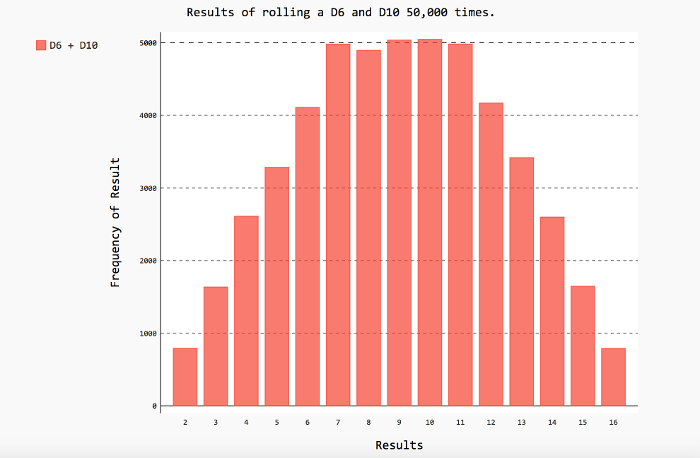 Results of rolling a D6 and D10 50,000 times.
D6 + D10
Frequency of Result
5000
4000
3000
2000
1000
0
2 3 4 5 6 7 8 9 10 11 12 13 14 15 16
Results